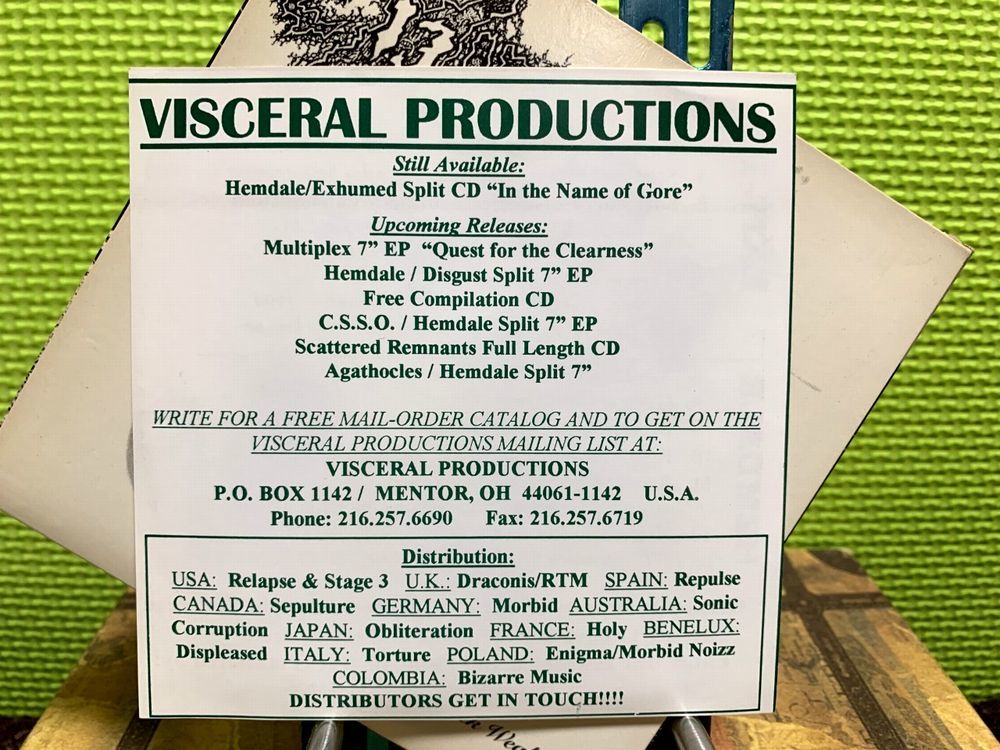 VISCERAL PRODUCTIONS
Still Available:
Hemdale/Exhumed Split CD “In the Name of Gore”
Upcoming Releases:
Multiplex 7” EP “Quest for the Clearness”
Hemdale / Disgust Split 7” EP
Free Compilation CD
C.S.S.O. / Hemdale Split 7” EP
Scattered Remnants Full Length CD
Agathocles / Hemdale Split 7”
WRITE FOR A FREE MAIL-ORDER CATALOG AND TO GET ON THE
VISCERAL PRODUCTIONS MAILING LIST AT:
VISCERAL PRODUCTIONS
P.O. BOX 1142 / MENTOR, OH 44061-1142 U.S.A.
Phone: 216.257.6690 Fax: 216.257.6719
Distribution:
USA: Relapse & Stage 3 U.K.: Draconis/RTM SPAIN: Repulse
CANADA: Sepulture GERMANY: Morbid AUSTRALIA: Sonic
Corruption JAPAN: Obliteration FRANCE: Holy BENELUX:
Displeased ITALY: Torture POLAND: Enigma/Morbid Noizz
COLOMBIA: Bizarre Music
DISTRIBUTORS GET IN TOUCH!!!!